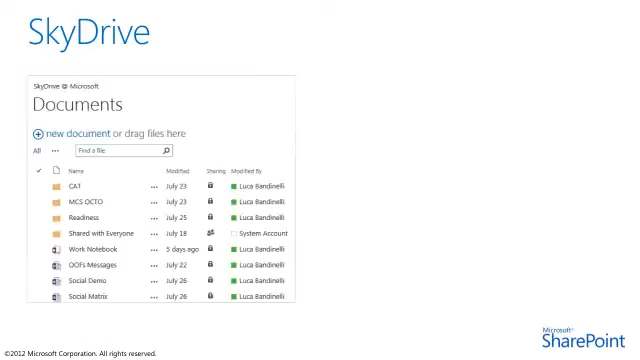 SkyDrive
SkyDrive @ Microsoft
Documents
new document or drag files here
All ... Find a file
Name Modified Sharing Modified By
CAT ... July 23 Luca Bandinelli
MCS OCTO ... July 23 Luca Bandinelli
Readiness ... July 25 Luca Bandinelli
Shared with Everyone ... July 18 System Account
Work Notebook ... 5 days ago Luca Bandinelli
OOFs Messages ... July 22 Luca Bandinelli
Social Demo ... July 26 Luca Bandinelli
Social Matrix ... July 26 Luca Bandinelli
Microsoft®
SharePoint
©2012 Microsoft Corporation. All rights reserved.